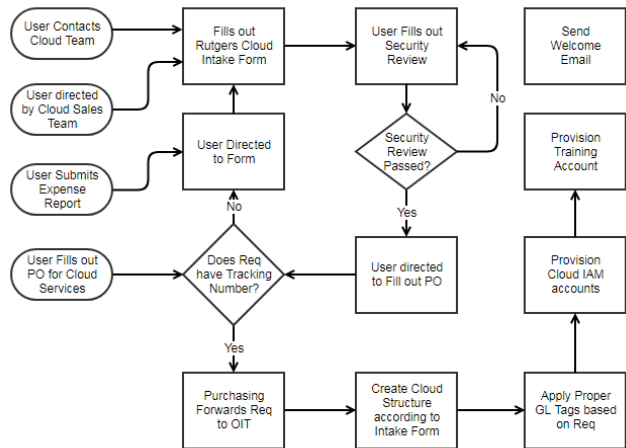 User Contacts
Cloud Team
Fills out
Rutgers Cloud
Intake Form
User Fills out
Security
Review
Send
Welcome
Email
No
User directed
by Cloud Sales
Team
User Directed
to Form
Security
Review
Passed?
Provision
Training
Account
User Submits
Expense
Report
No
Yes
User Fills out
PO for Cloud
Services
Does Req
have Tracking
Number?
User directed
to Fill out PO
Provision
Cloud IAM
accounts
Yes
Purchasing
Forwards Req
to OIT
Create Cloud
Structure
according to
Intake Form
Apply Proper
GL Tags based
on Req